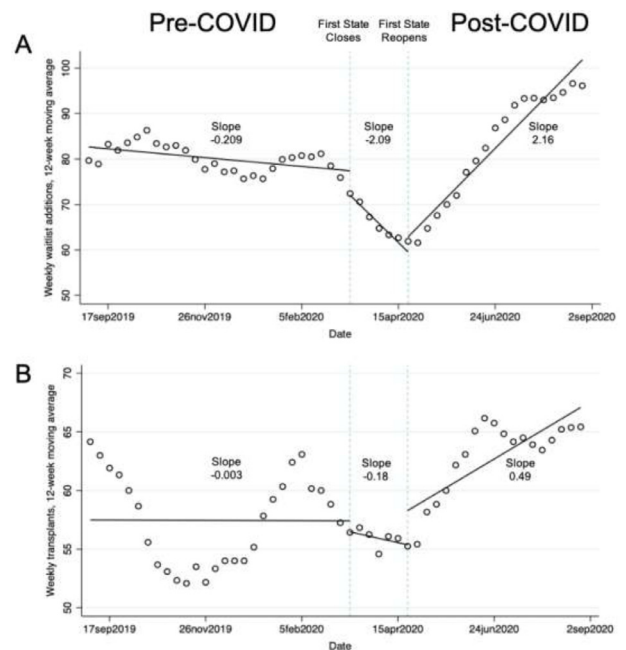 Pre-COVID
First State
Closes
First State
Reopens
Post-COVID
A
Weekly waitlist additions, 12-week moving average
100
90
80
70
60
50
Slope
-0.209
Slope
-2.09
Slope
2.16
17sep2019
26nov2019
5feb2020
15apr2020
24jun2020
2sep2020
Date
B
Weekly transplants, 12-week moving average
70
65
60
55
50
Slope
-0.003
Slope
-0.18
Slope
0.49
17sep2019
26nov2019
5feb2020
15apr2020
24jun2020
2sep2020
Date